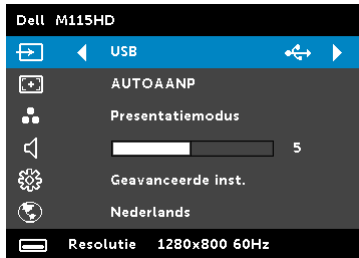 Dell M115HD
USB
AUTOAANP
Presentatiemodus
5
Geavanceerde inst.
Nederlands
Resolutie 1280x800 60Hz